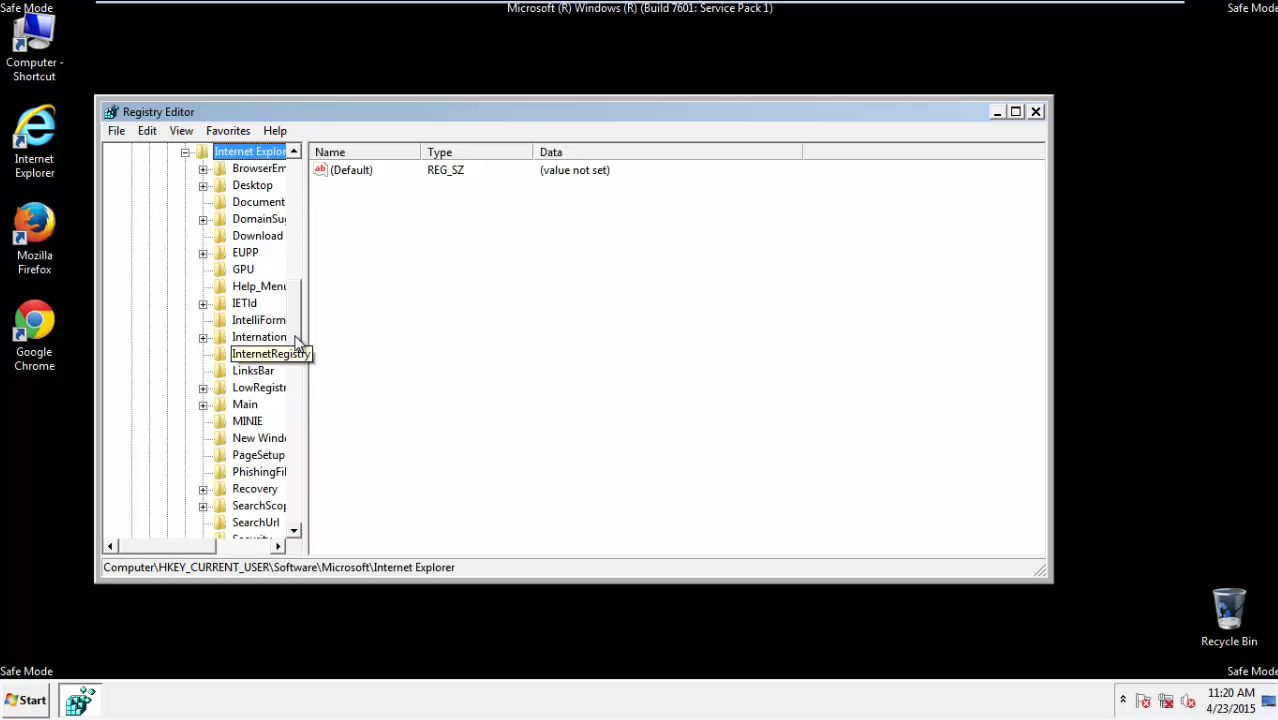 Safe Mode
Microsoft (R) Windows (R) (Build 7601: Service Pack 1)
Safe Mode
Computer -
Shortcut
Internet
Explorer
Mozilla
Firefox
Google
Chrome
Registry Editor
File Edit View Favorites Help
Internet Explor
BrowserEm
Desktop
Document
DomainSug
Download
EUPP
GPU
Help_Menu
IETld
IntelliForm
Internation
InternetRegistry
LinksBar
LowRegistr
Main
MINIE
New Wind
PageSetup
PhishingFil
Recovery
SearchScop
SearchUrl
Security
Name Type Data
ab (Default) REG_SZ (value not set)
Computer\HKEY_CURRENT_USER\Software\Microsoft\Internet Explorer
Recycle Bin
Safe Mode
Safe Mode
Start
11:20 AM
4/23/2015